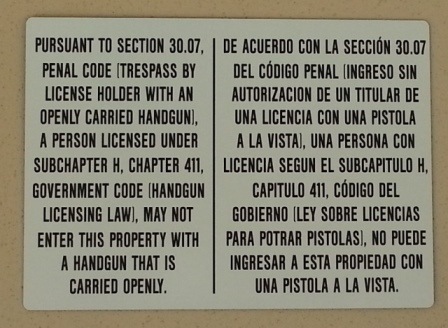 PURSUANT TO SECTION 30.07,
PENAL CODE (TRESPASS BY
LICENSE HOLDER WITH AN
OPENLY CARRIED HANDGUN),
A PERSON LICENSED UNDER
SUBCHAPTER H, CHAPTER 411,
GOVERNMENT CODE (HANDGUN
LICENSING LAW), MAY NOT
ENTER THIS PROPERTY WITH
A HANDGUN THAT IS
CARRIED OPENLY.
DE ACUERDO CON LA SECCIÓN 30.07
DEL CÓDIGO PENAL (INGRESO SIN
AUTORIZACION DE UN TITULAR DE
UNA LICENCIA CON UNA PISTOLA
A LA VISTA), UNA PERSONA CON
LICENCIA SEGUN EL SUBCAPITULO H,
CAPITULO 411, CÓDIGO DEL
GOBIERNO (LEY SOBRE LICENCIAS
PARA POTRAR PISTOLAS), NO PUEDE
INGRESAR A ESTA PROPIEDAD CON
UNA PISTOLA A LA VISTA.